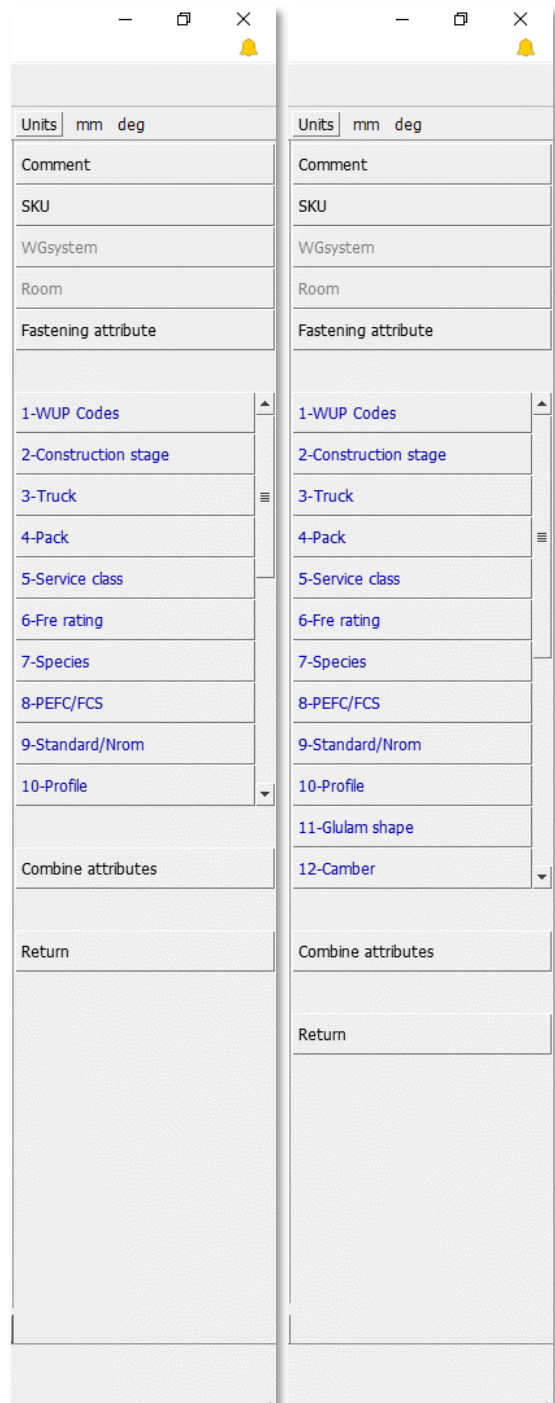 Units mm deg
Comment
SKU
WGsystem
Room
Fastening attribute
1-WUP Codes
2-Construction stage
3-Truck
4-Pack
5-Service class
6-Fre rating
7-Species
8-PEFC/FCS
9-Standard/Nrom
10-Profile
Combine attributes
Return
Units mm deg
Comment
SKU
WGsystem
Room
Fastening attribute
1-WUP Codes
2-Construction stage
3-Truck
4-Pack
5-Service class
6-Fre rating
7-Species
8-PEFC/FCS
9-Standard/Nrom
10-Profile
11-Glulam shape
12-Camber
Combine attributes
Return